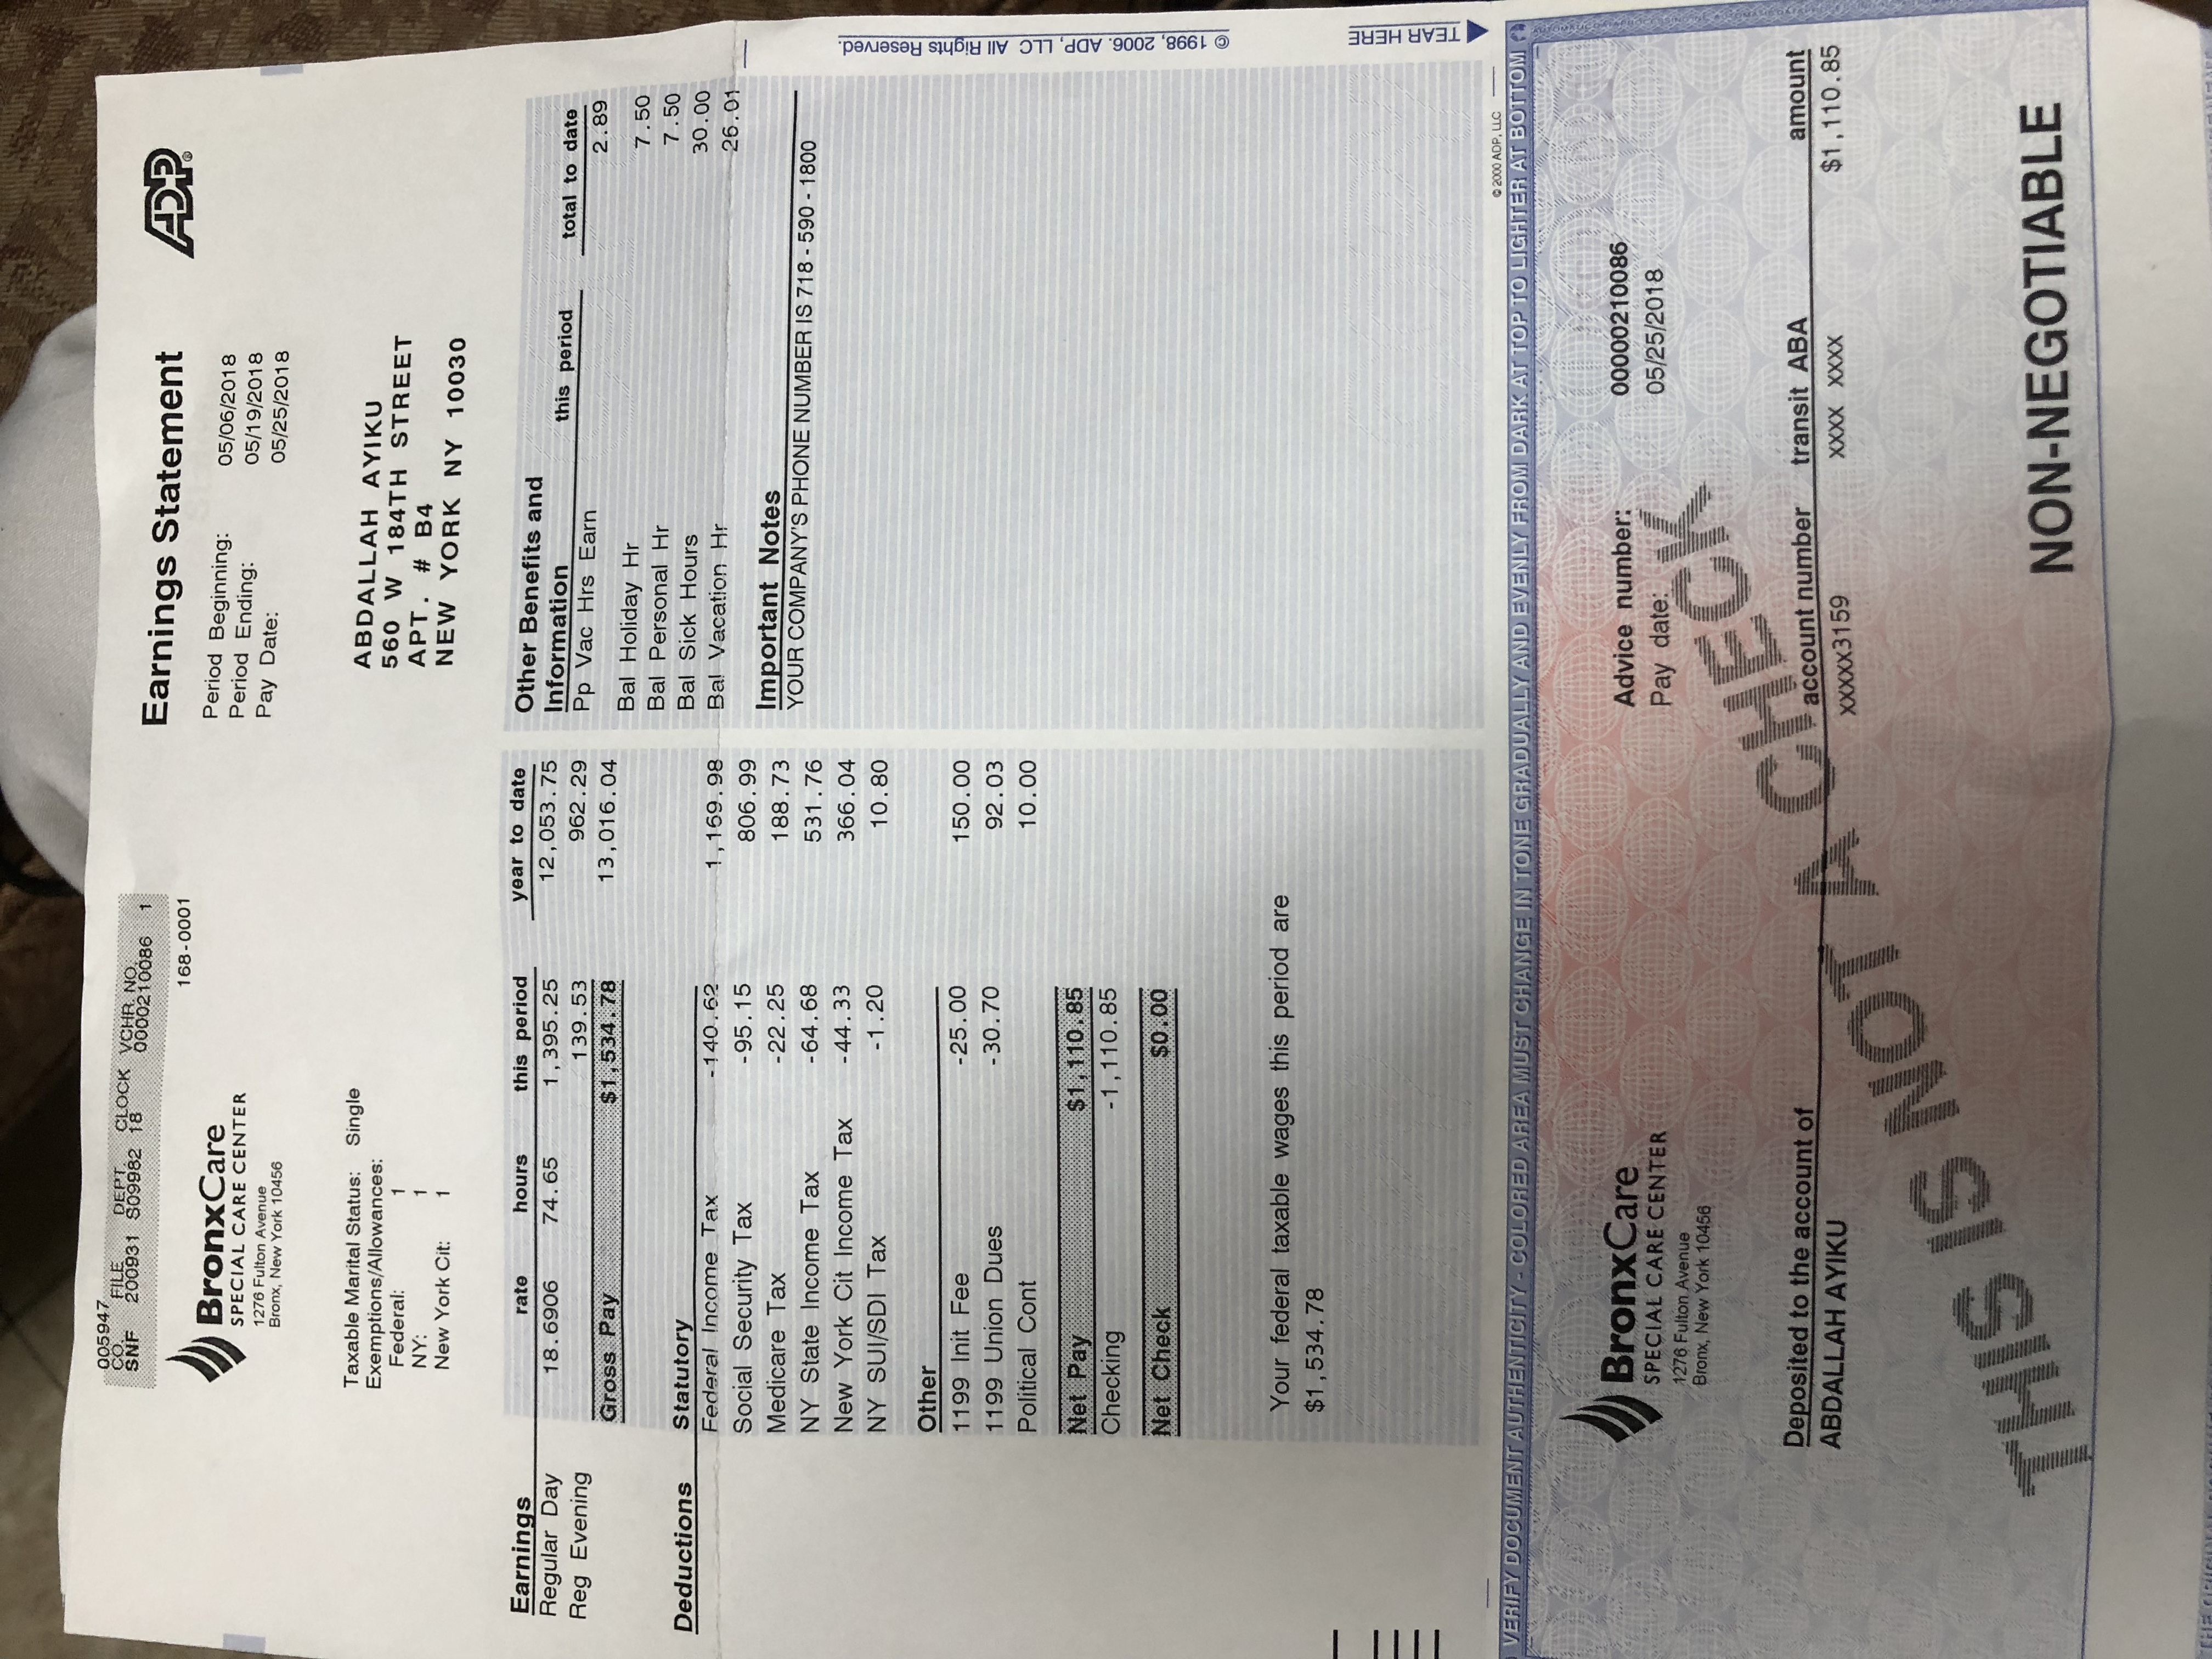 005947
CO. FILE DEPT. CLOCK VCHR. NO.
SNF 200931 S09982 18 0000210086 1
168-0001
BronxCare
SPECIAL CARE CENTER
1276 Fulton Avenue
Bronx, New York 10456
Earnings Statement
ADP®
Period Beginning: 05/06/2018
Period Ending: 05/19/2018
Pay Date: 05/25/2018
Taxable Marital Status: Single
Exemptions/Allowances:
Federal: 1
NY: 1
New York Cit: 1
ABDALLAH AYIKU
560 W 184TH STREET
APT. # B4
NEW YORK NY 10030
Earnings rate hours this period year to date
Regular Day 18.6906 74.65 1,395.25 12,053.75
Reg Evening 139.53 962.29
Gross Pay $1,534.78 13,016.04
Deductions Statutory
Federal Income Tax -140.62 1,169.98
Social Security Tax -95.15 806.99
Medicare Tax -22.25 188.73
NY State Income Tax -64.68 531.76
New York Cit Income Tax -44.33 366.04
NY SUI/SDI Tax -1.20 10.80
Other
1199 Init Fee -25.00 150.00
1199 Union Dues -30.70 92.03
Political Cont 10.00
Net Pay $1,110.85
Checking -1,110.85
Net Check $0.00
Your federal taxable wages this period are
$1,534.78
Other Benefits and
Information this period total to date
Pp Vac Hrs Earn 2.89
Bal Holiday Hr 7.50
Bal Personal Hr 7.50
Bal Sick Hours 30.00
Bal Vacation Hr 26.01
Important Notes
YOUR COMPANY'S PHONE NUMBER IS 718 - 590 - 1800
© 1998, 2006. ADP, LLC All Rights Reserved.
TEAR HERE
© 2000 ADP, LLC
VERIFY DOCUMENT AUTHENTICITY - COLORED AREA MUST CHANGE IN TONE GRADUALLY AND EVENLY FROM DARK AT TOP TO LIGHTER AT BOTTOM
BronxCare
SPECIAL CARE CENTER
1276 Fulton Avenue
Bronx, New York 10456
Advice number: 00000210086
Pay date: 05/25/2018
Deposited to the account of account number transit ABA amount
ABDALLAH AYIKU xxxxx3159 xxxx xxxx $1,110.85
THIS IS NOT A CHECK
NON-NEGOTIABLE